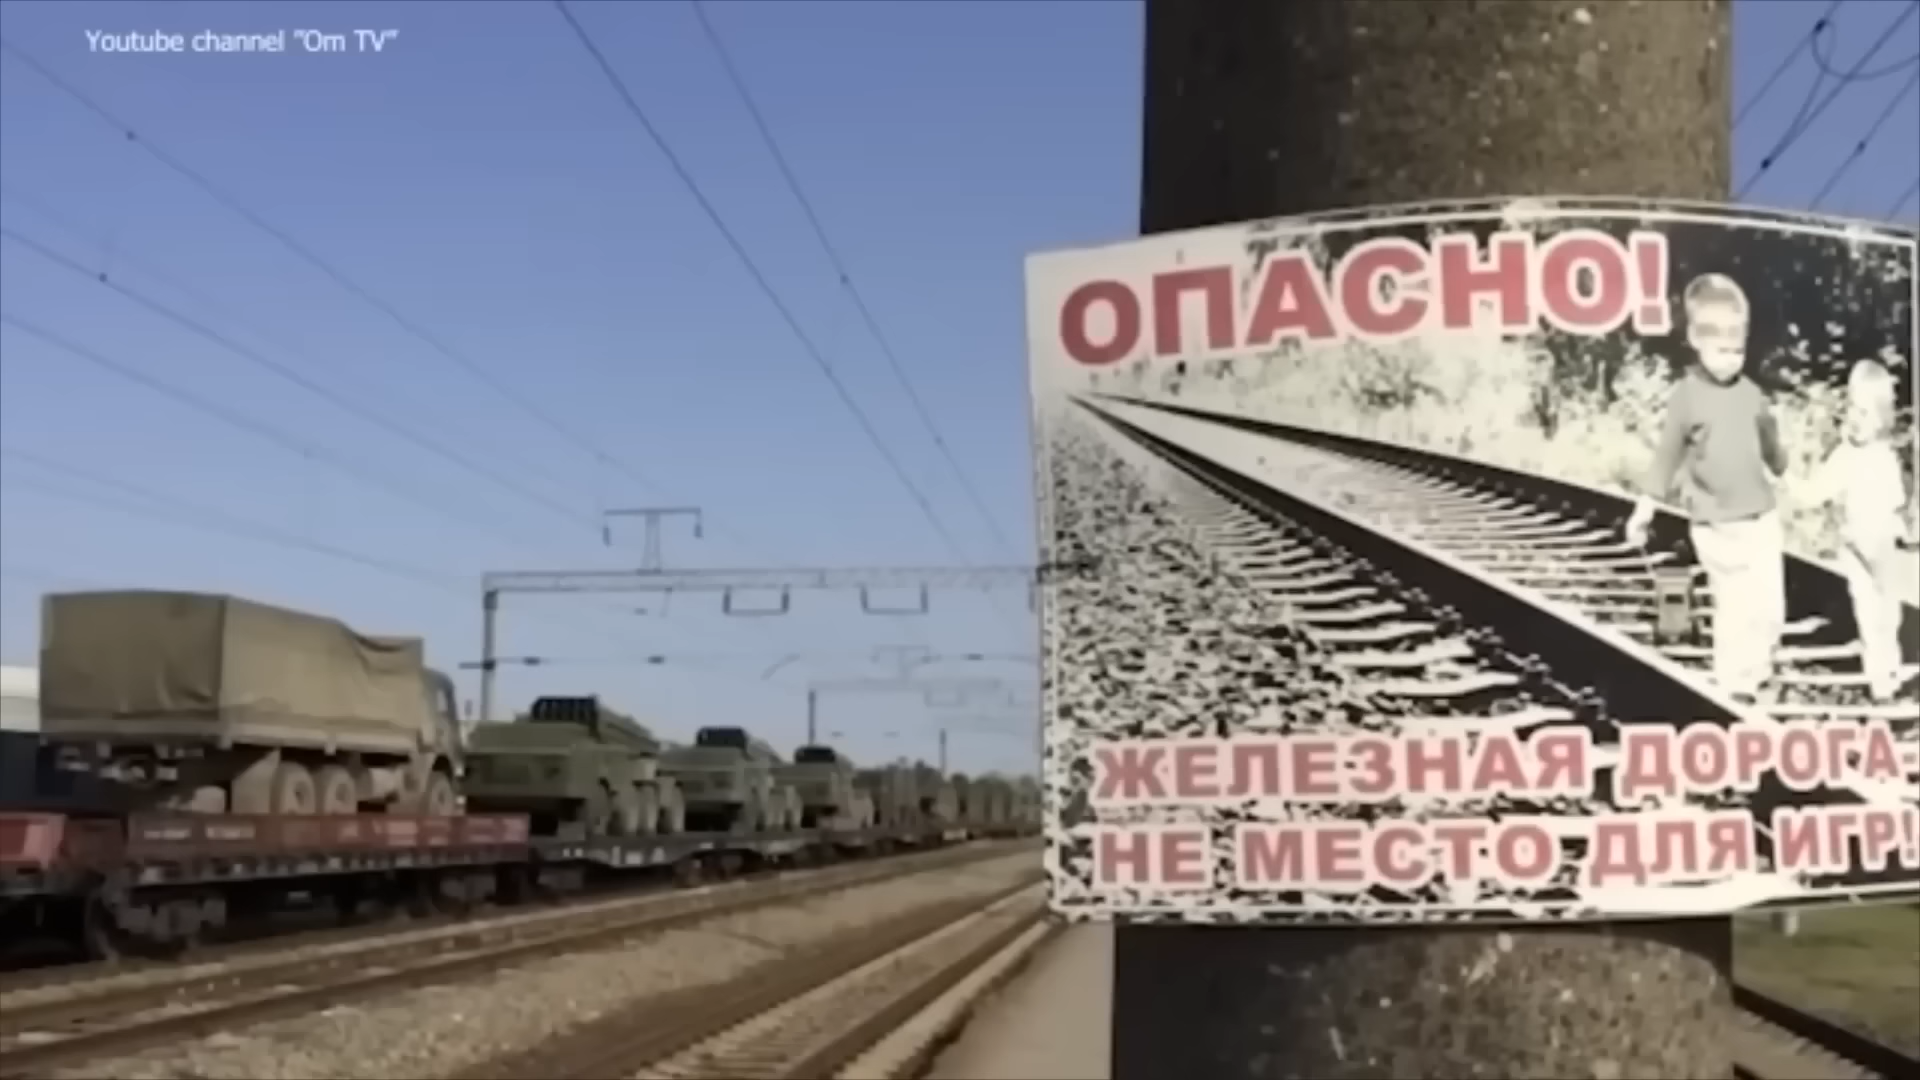 Youtube channel "Om TV"
ОПАСНО!
ЖЕЛЕЗНАЯ ДОРОГА-
НЕ МЕСТО ДЛЯ ИГР!